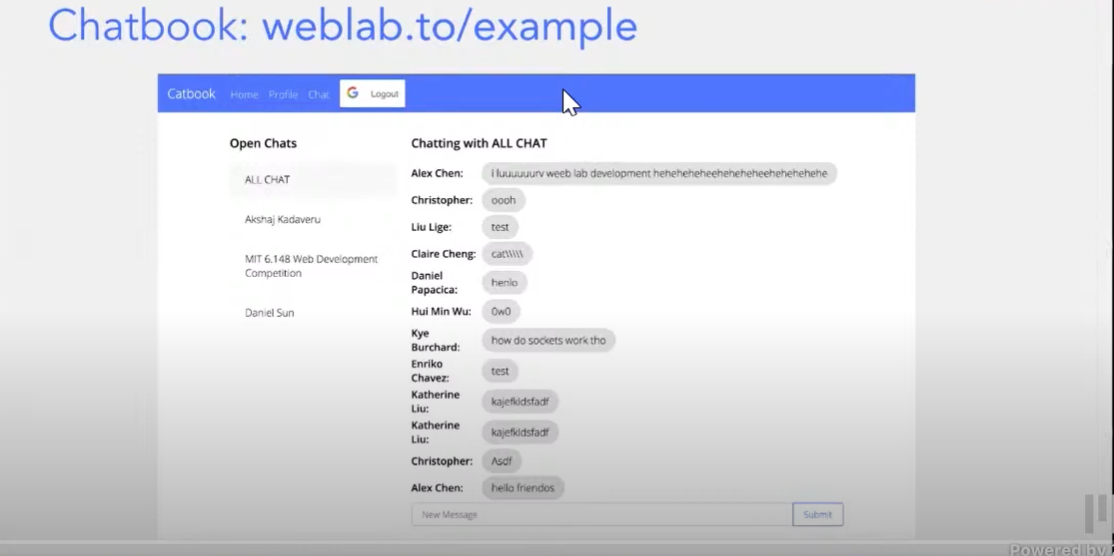 Chatbook: weblab.to/example
Catbook Home Profile Chat Logout
Open Chats
ALL CHAT
Akshaj Kadaveru
MIT 6.148 Web Development
Competition
Daniel Sun
Chatting with ALL CHAT
Alex Chen: i luuuuuurv weeb lab development heheheheheeheheheheehehehehehe
Christopher: oooh
Liu Lige: test
Claire Cheng: cat\\\\\
Daniel
Papacica: henlo
Hui Min Wu: 0w0
Kye
Burchard: how do sockets work tho
Enriko
Chavez: test
Katherine
Liu: kajefkldsfadf
Katherine
Liu: kajefkldsfadf
Christopher: Asdf
Alex Chen: hello friendos
New Message Submit
Powered by